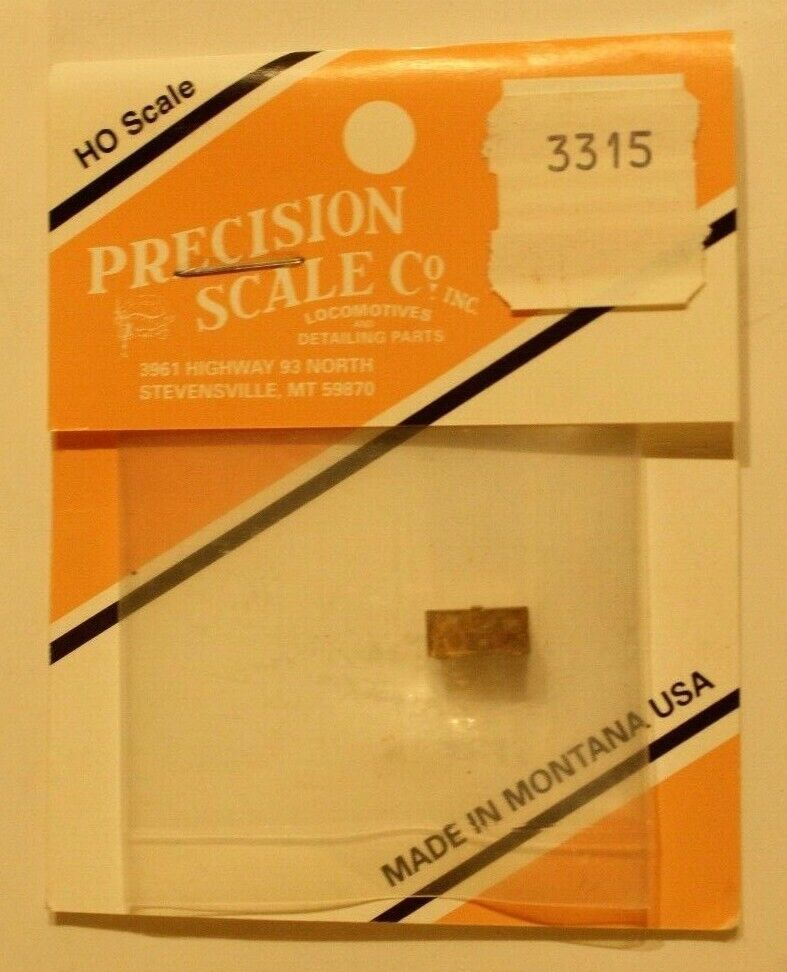 HO Scale
3315
PRECISION
SCALE CO. INC.
LOCOMOTIVES
AND
DETAILING PARTS
3961 HIGHWAY 93 NORTH
STEVENSVILLE, MT 59870
MADE IN MONTANA USA